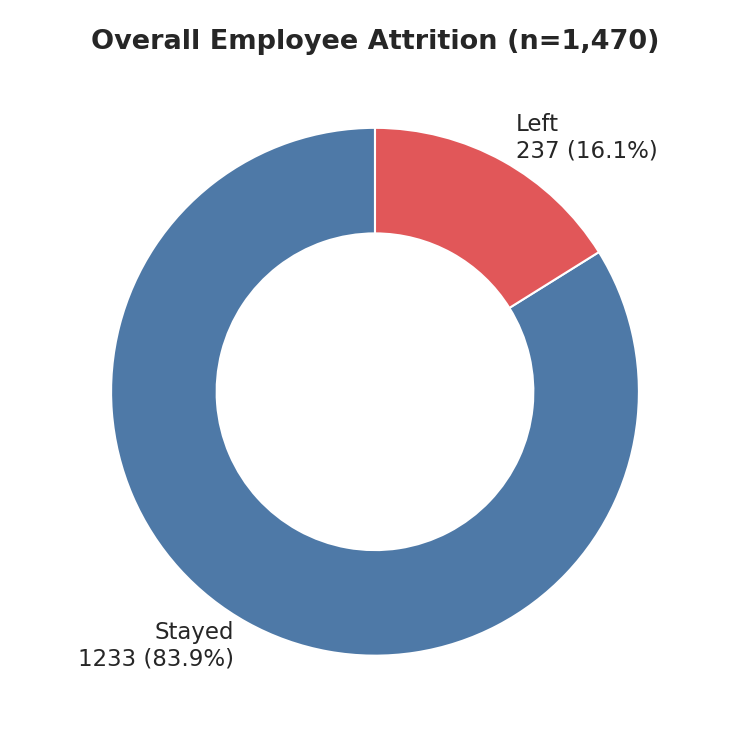 Overall Employee Attrition (n=1,470)
Left
237 (16.1%)
Stayed
1233 (83.9%)